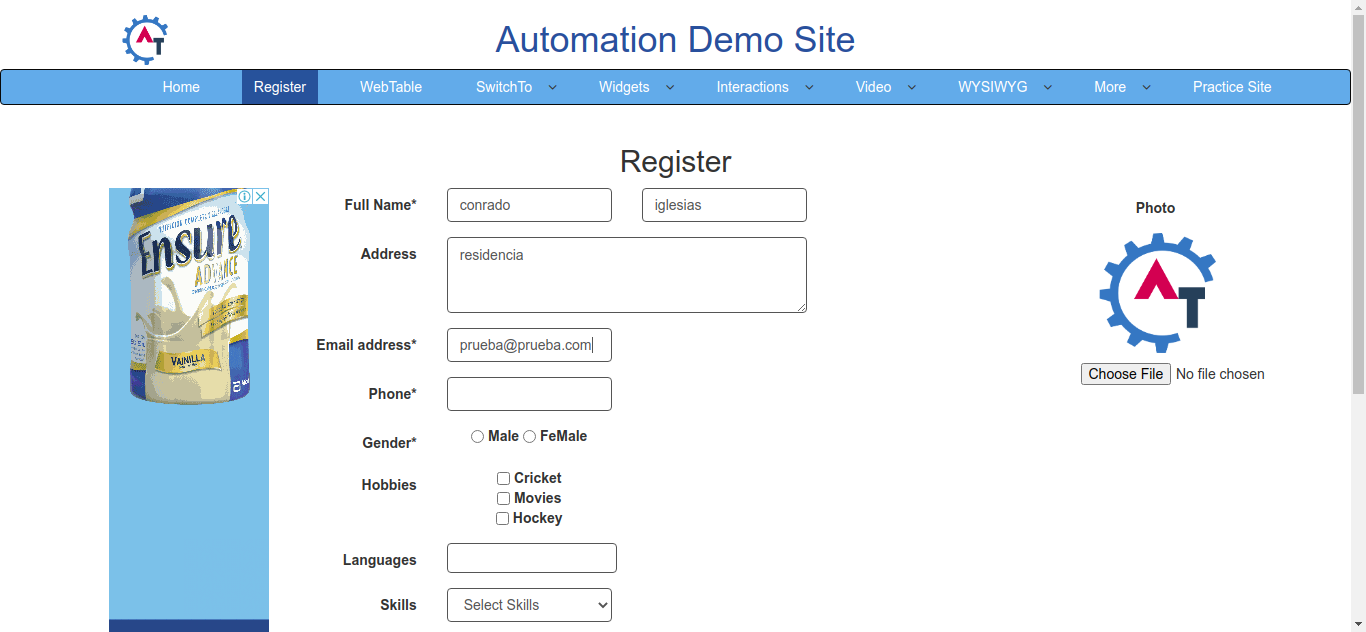 AT
Automation Demo Site
Home Register WebTable SwitchTo Widgets Interactions Video WYSIWYG More Practice Site
Register
Full Name* conrado iglesias
Photo
AT
Address residencia
Email address* prueba@prueba.com
Choose File No file chosen
Phone*
Gender* Male FeMale
Hobbies
Cricket
Movies
Hockey
Languages
Skills Select Skills
Ensure
ADVANCE
VAINILLA